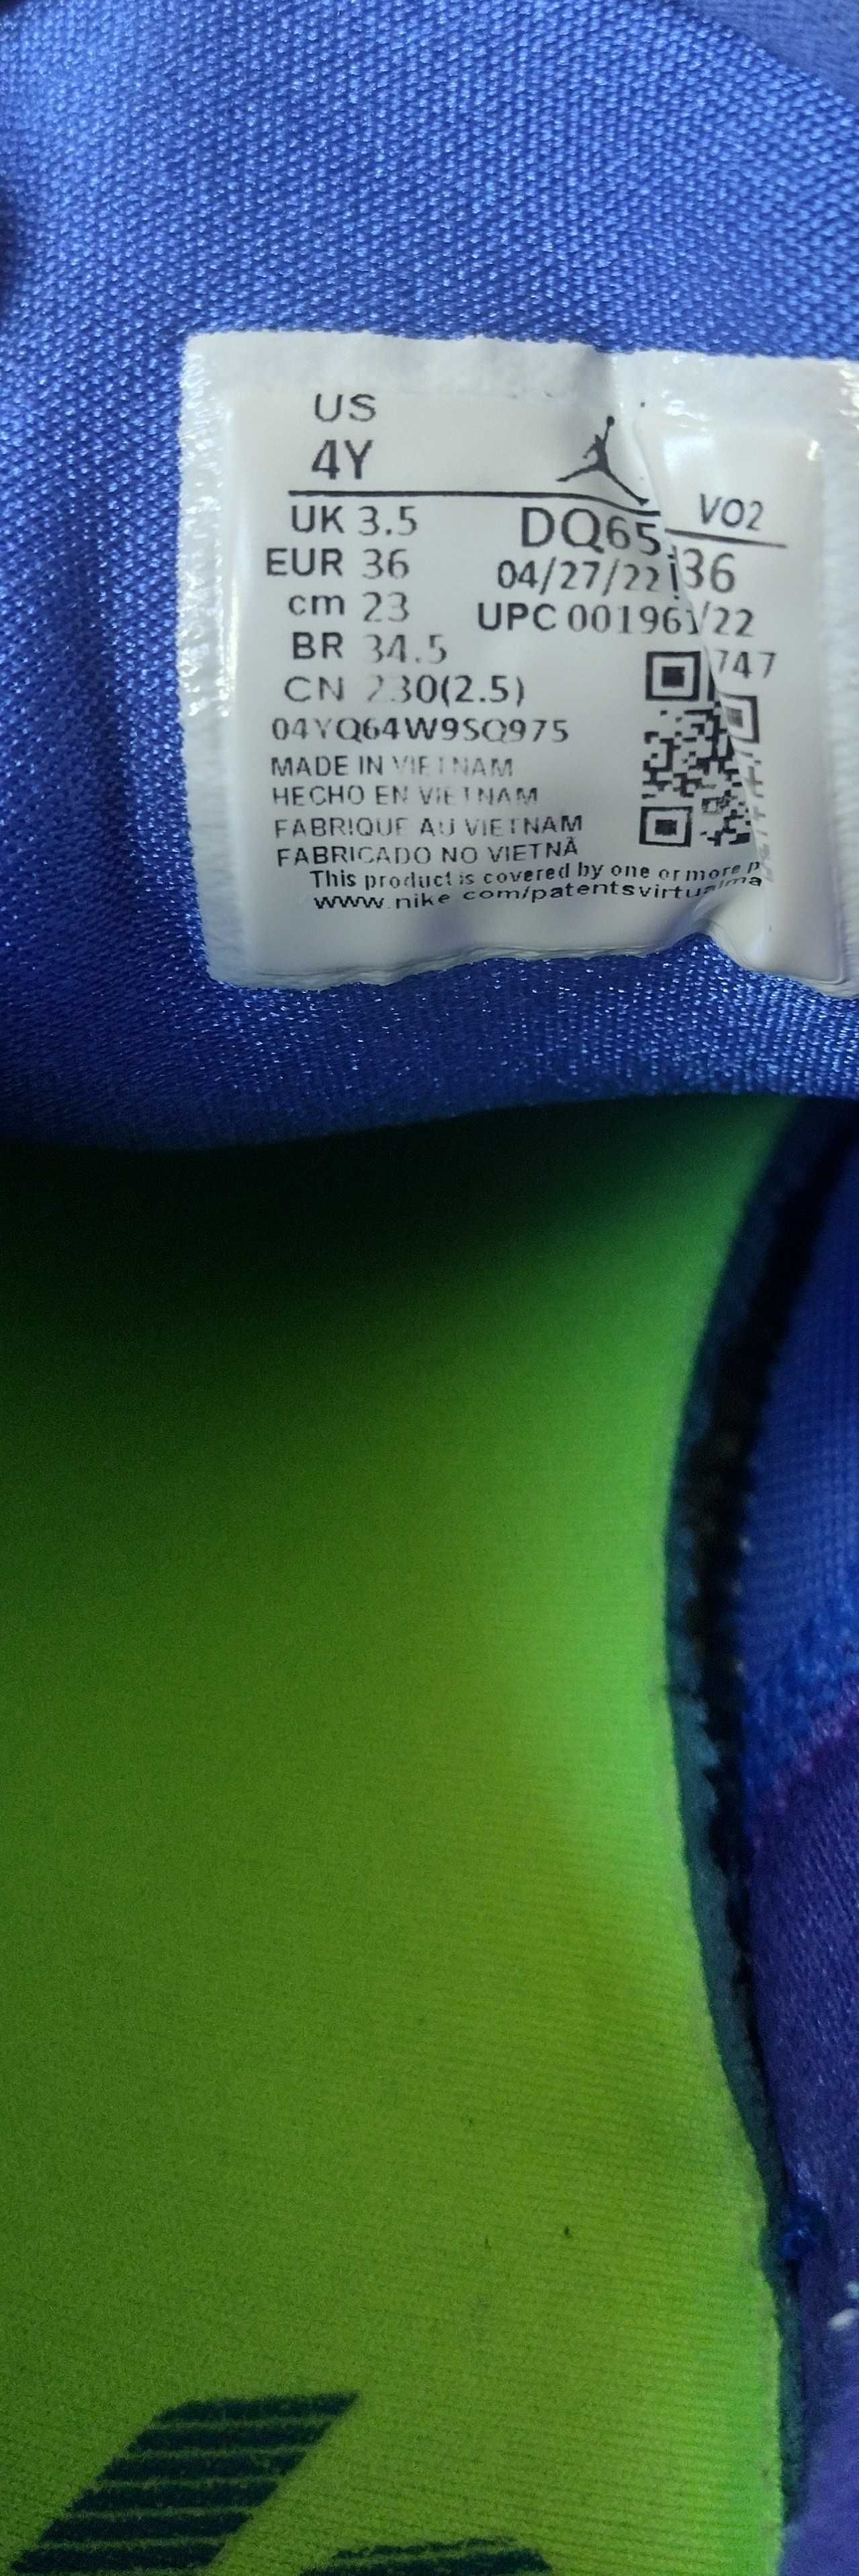 US
4Y
VO2
UK 3.5
DQ65
36
EUR 36
04/27/22
/22
cm 23
UPC 00196
747
BR 34.5
CN 230(2.5)
04YQ64W9SQ975
MADE IN VIETNAM
HECHO EN VIETNAM
FABRIQUE AU VIETNAM
FABRICADO NO VIETNÃ
This product is covered by one or more p
www.nike.com/patentsvirtualma